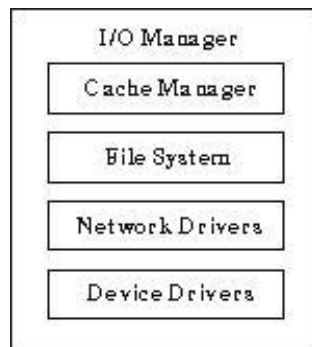 I/O Manager
Cache Manager
File System
Network Drivers
Device Drivers